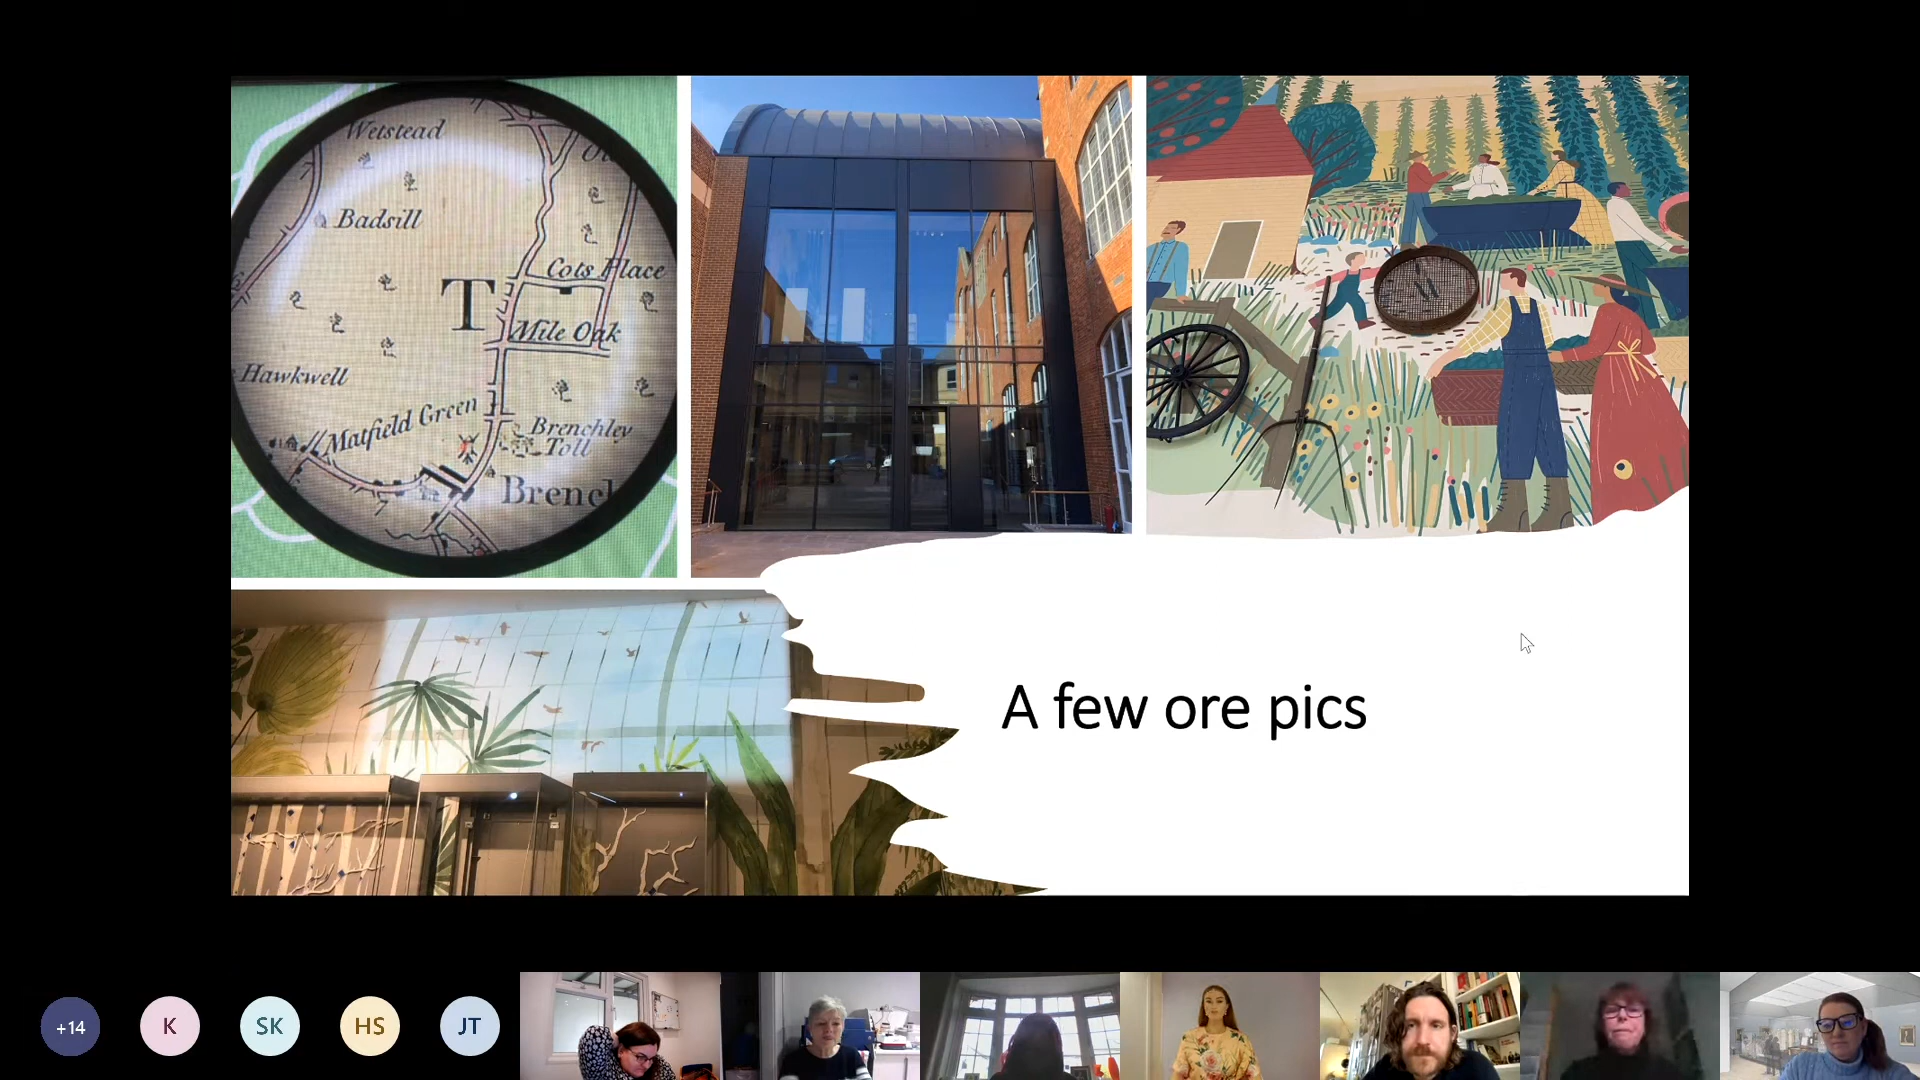 Wetstead
Badsill
Cots Place
T
Mile Oak
Hawkwell
Matfield Green
Brenchley
Toll
7
Brencl
A few ore pics
+14
K
SK
HS
JT